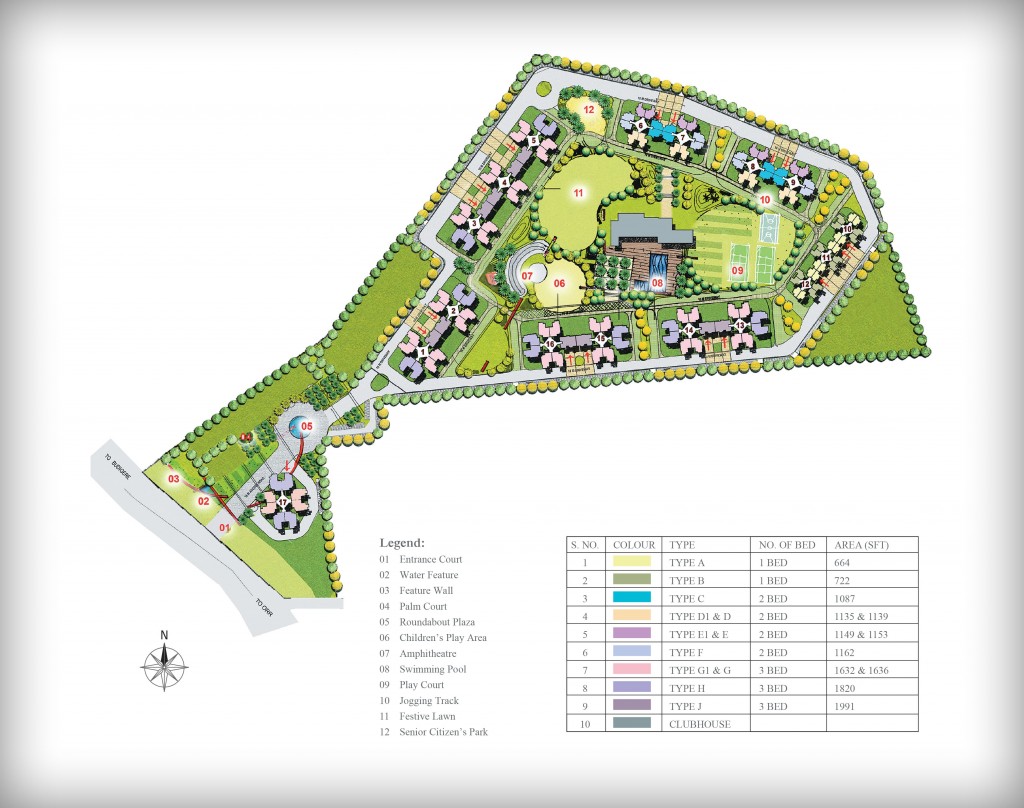 12
6
7
8
9
5
4
11
10
3
10
11
07
06
09
08
12
2
1
16
15
14
13
05
04
TO BUDIGERE
03
02
01
17
TO ORR
N
Legend:
01 Entrance Court
02 Water Feature
03 Feature Wall
04 Palm Court
05 Roundabout Plaza
06 Children's Play Area
07 Amphitheatre
08 Swimming Pool
09 Play Court
10 Jogging Track
11 Festive Lawn
12 Senior Citizen's Park
S. NO. COLOUR TYPE NO. OF BED AREA (SFT)
1 TYPE A 1 BED 664
2 TYPE B 1 BED 722
3 TYPE C 2 BED 1087
4 TYPE D1 & D 2 BED 1135 & 1139
5 TYPE E1 & E 2 BED 1149 & 1153
6 TYPE F 2 BED 1162
7 TYPE G1 & G 3 BED 1632 & 1636
8 TYPE H 3 BED 1820
9 TYPE J 3 BED 1991
10 CLUBHOUSE